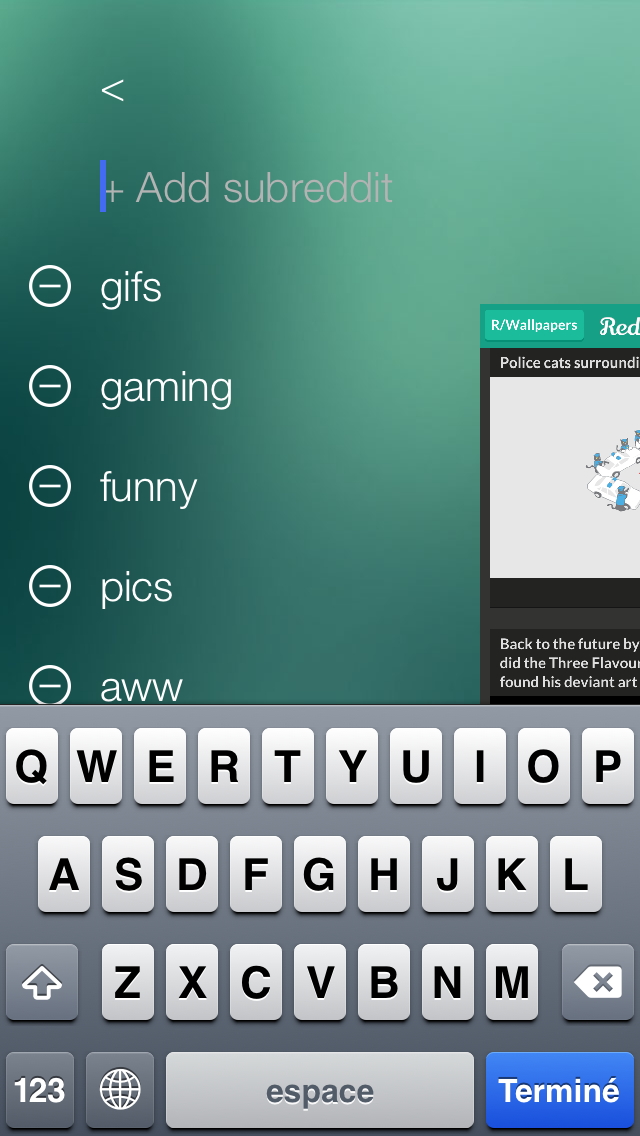 <
+ Add subreddit
gifs
gaming
funny
pics
aww
R/Wallpapers
Red
Police cats surroundi
Back to the future by
did the Three Flavou
found his deviant art
Q W E R T Y U I O P
A S D F G H J K L
Z X C V B N M
123 espace Terminé